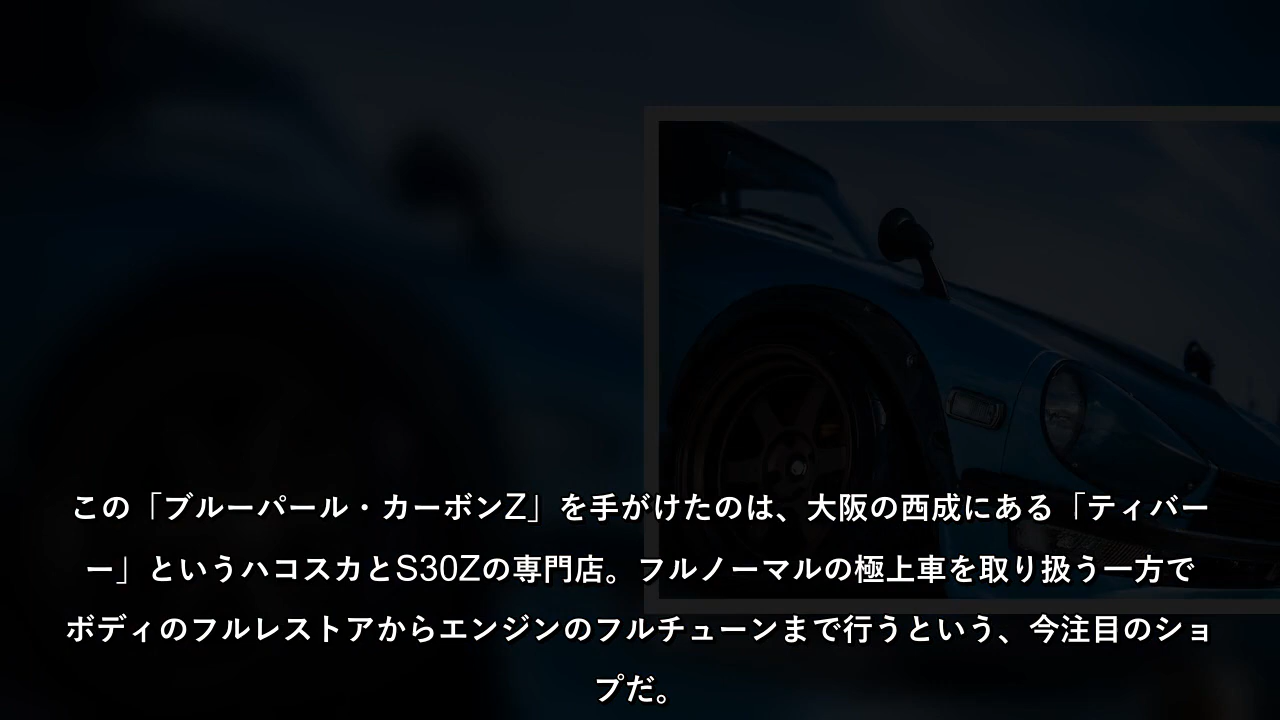 この「ブルーパール・カーボンZ」を手がけたのは、大阪の西成にある「ティバー
ー」というハコスカとS30Zの専門店。フルノーマルの極上車を取り扱う一方で
ボディのフルレストアからエンジンのフルチューンまで行うという、今注目のショ
プだ。